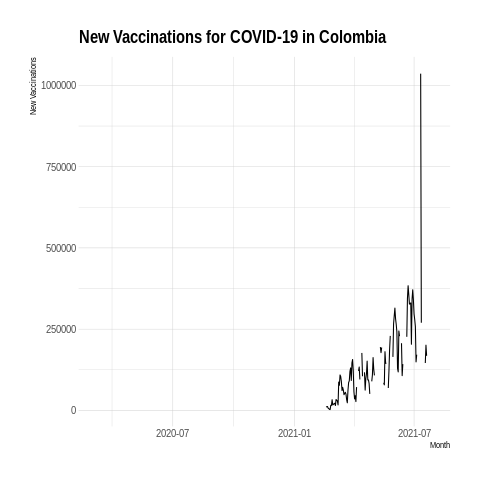 New Vaccinations for COVID-19 in Colombia
New Vaccinations
1000000
750000
500000
250000
0
2020-07
2021-01
2021-07
Month